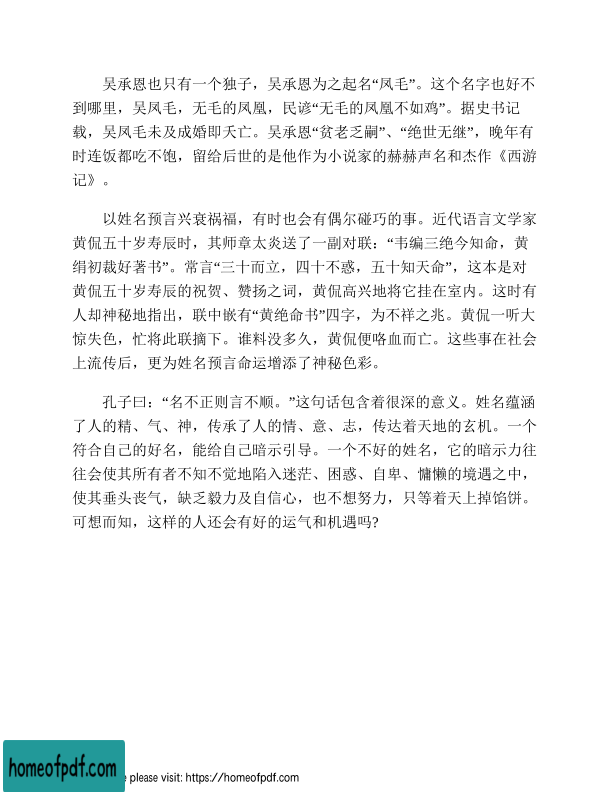 吴承恩也只有一个独子，吴承恩为之起名“凤毛”。这个名字也好不
到哪里，吴凤毛，无毛的凤凰，民谚“无毛的凤凰不如鸡”。据史书记
载，吴凤毛未及成婚即夭亡。吴承恩“贫老乏嗣”、“绝世无继”，晚年有
时连饭都吃不饱，留给后世的是他作为小说家的赫赫声名和杰作《西游
记》。
以姓名预言兴衰祸福，有时也会有偶尔碰巧的事。近代语言文学家
黄侃五十岁寿辰时，其师章太炎送了一副对联：“韦编三绝今知命，黄
绢初裁好著书”。常言“三十而立，四十不惑，五十知天命”，这本是对
黄侃五十岁寿辰的祝贺、赞扬之词，黄侃高兴地将它挂在室内。这时有
人却神秘地指出，联中嵌有“黄绝命书”四字，为不祥之兆。黄侃一听大
惊失色，忙将此联摘下。谁料没多久，黄侃便咯血而亡。这些事在社会
上流传后，更为姓名预言命运增添了神秘色彩。
孔子曰：“名不正则言不顺。”这句话包含着很深的意义。姓名蕴涵
了人的精、气、神，传承了人的情、意、志，传达着天地的玄机。一个
符合自己的好名，能给自己暗示引导。一个不好的姓名，它的暗示力往
往会使其所有者不知不觉地陷入迷茫、困惑、自卑、慵懒的境遇之中，
使其垂头丧气，缺乏毅力及自信心，也不想努力，只等着天上掉馅饼。
可想而知，这样的人还会有好的运气和机遇吗?
homeofpdf.com
please visit: https://homeofpdf.com